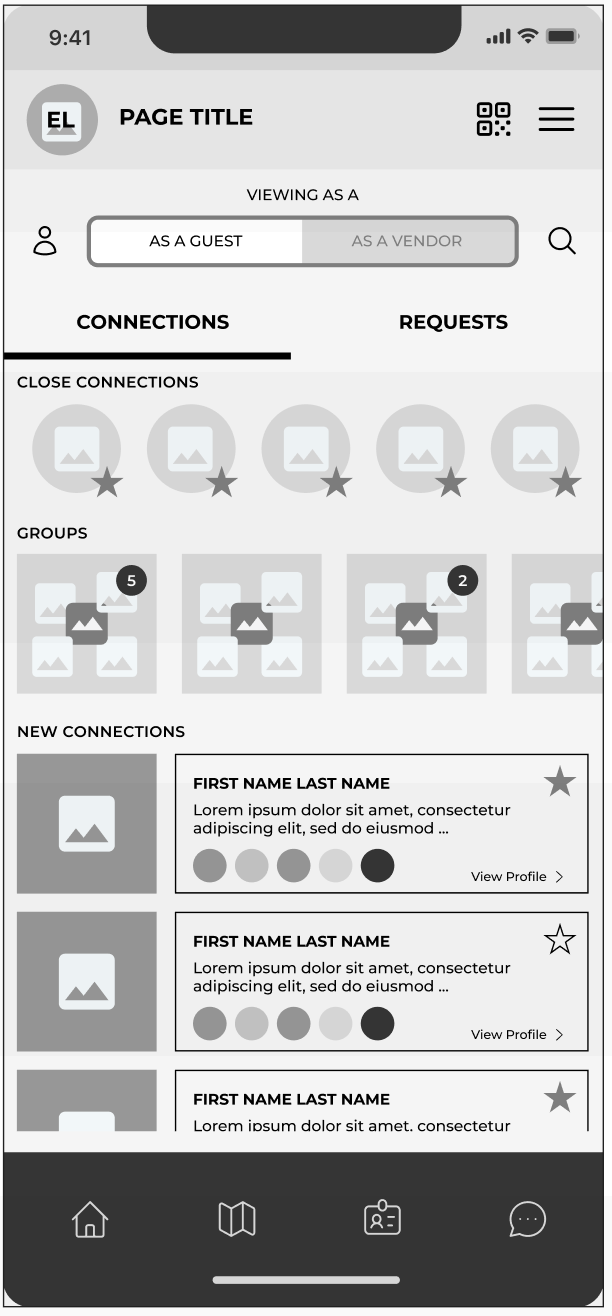 9:41
EL
PAGE TITLE
VIEWING AS A
AS A GUEST
AS A VENDOR
CONNECTIONS
REQUESTS
CLOSE CONNECTIONS
GROUPS
5
2
NEW CONNECTIONS
FIRST NAME LAST NAME
Lorem ipsum dolor sit amet, consectetur
adipiscing elit, sed do eiusmod ...
View Profile
FIRST NAME LAST NAME
Lorem ipsum dolor sit amet, consectetur
adipiscing elit, sed do eiusmod ...
View Profile
FIRST NAME LAST NAME
Lorem ipsum dolor sit amet, consectetur